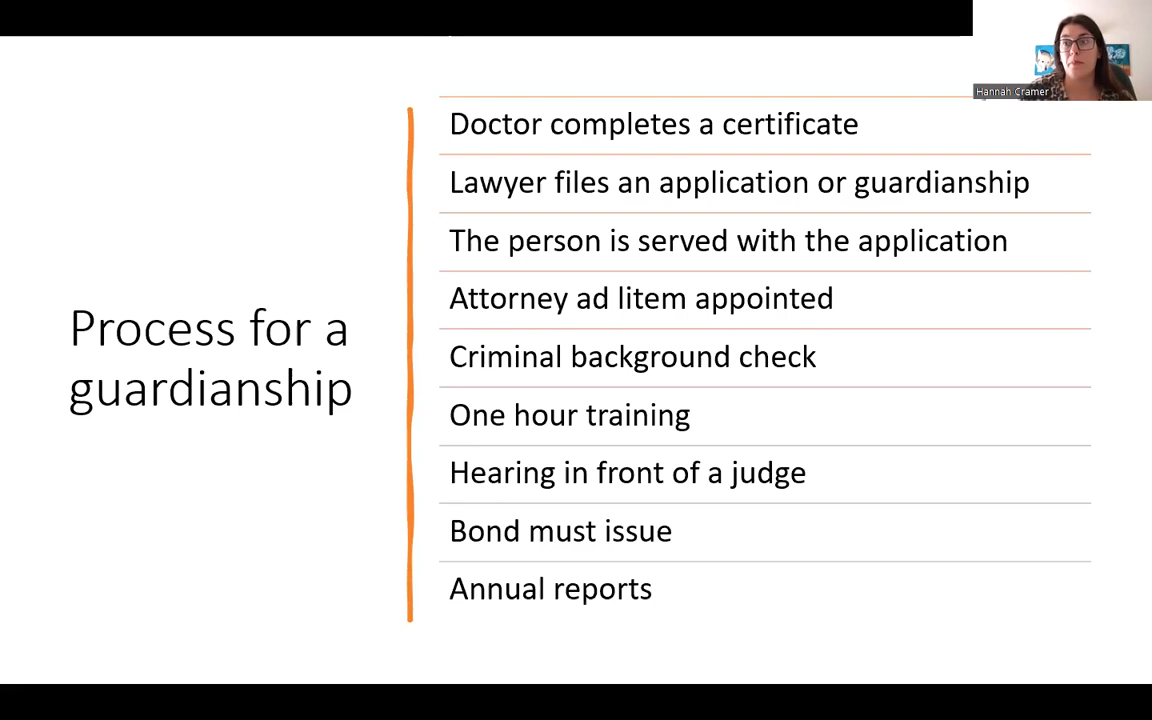 Hannah Cramer
Process for a
guardianship
Doctor completes a certificate
Lawyer files an application or guardianship
The person is served with the application
Attorney ad litem appointed
Criminal background check
One hour training
Hearing in front of a judge
Bond must issue
Annual reports